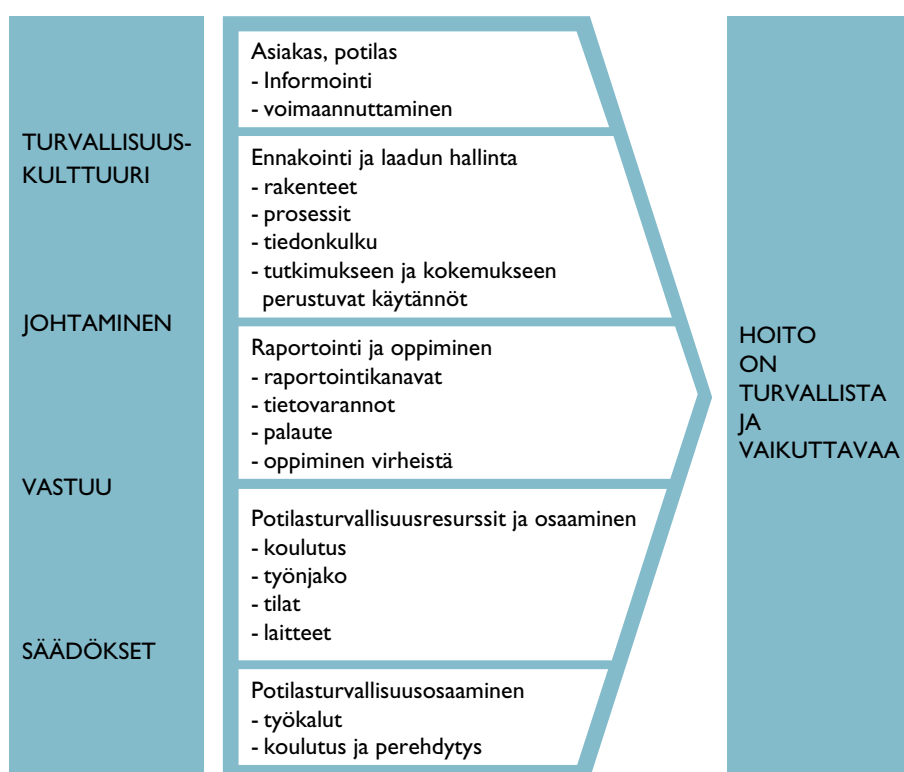 TURVALLISUUS-
KULTTUURI
JOHTAMINEN
VASTUU
SÄÄDÖKSET
Asiakas, potilas
- Informointi
- voimaannuttaminen
Ennakointi ja laadun hallinta
- rakenteet
- prosessit
- tiedonkulku
- tutkimukseen ja kokemukseen
perustuvat käytännöt
Raportointi ja oppiminen
- raportointikanavat
- tietovarannot
- palaute
- oppiminen virheistä
Potilasturvallisuusresurssit ja osaaminen
- koulutus
- työnjako
- tilat
- laitteet
Potilasturvallisuusosaaminen
- työkalut
- koulutus ja perehdytys
HOITO
ON
TURVALLISTA
JA
VAIKUTTAVAA